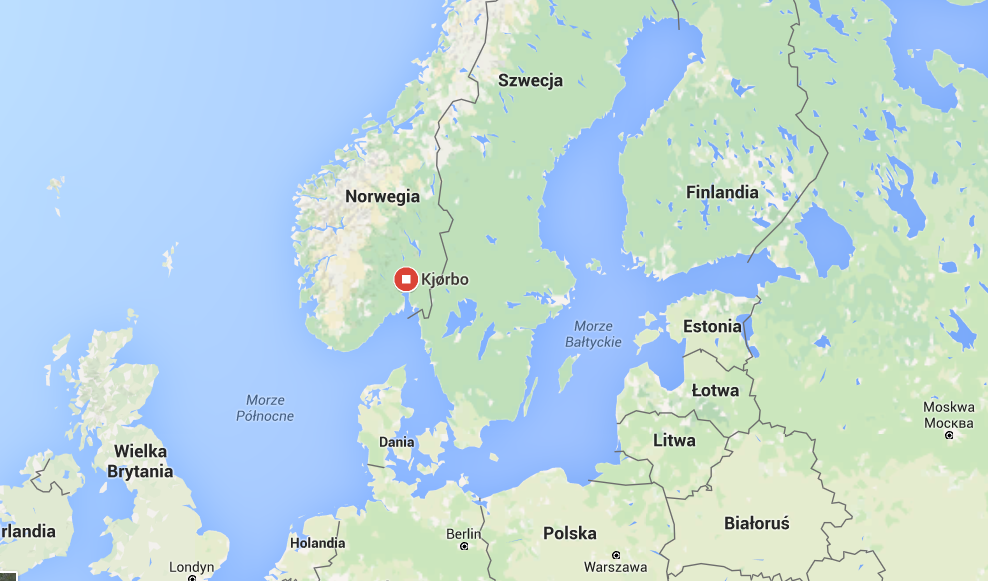 Szwecja
Norwegia
Finlandia
Kjørbo
Estonia
Morze
Bałtyckie
Łotwa
Morze
Północne
Moskwa
Москва
Dania
Litwa
Wielka
Brytania
rlandia
Białoruś
Polska
Berlin
Holandia
Warszawa
Londyn